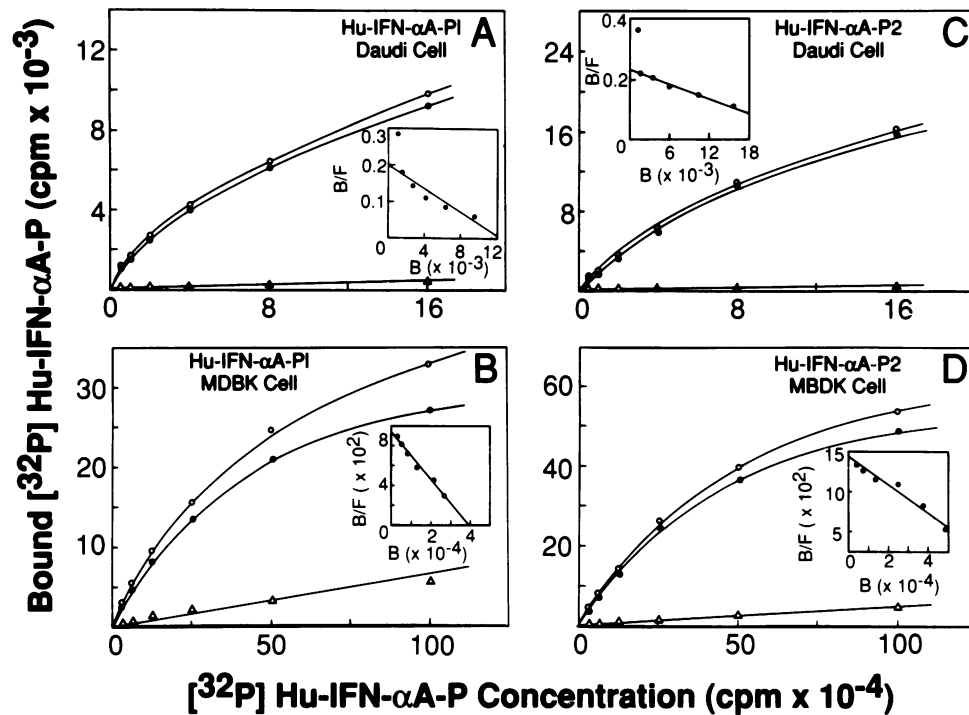 Bound [32P] Hu-IFN-αA-P (cpm x 10-3)
Hu-IFN-αA-PI
Daudi Cell
A
12
8
4
0
8
16
B/F
0.3
0.2
0.1
0
4
8
12
B (x 10-3)
Hu-IFN-αA-P2
Daudi Cell
C
24
16
8
0
8
16
B/F
0.4
0.2
0
6
12
18
B (x 10-3)
Hu-IFN-αA-PI
MDBK Cell
B
30
20
10
0
50
100
B/F ( x 102)
8
4
0
0
2
4
B (x 10-4)
Hu-IFN-αA-P2
MBDK Cell
D
60
40
20
0
50
100
B/F ( x 102)
15
10
5
0
2
4
B (x 10-4)
[32P] Hu-IFN-αA-P Concentration (cpm x 10-4)